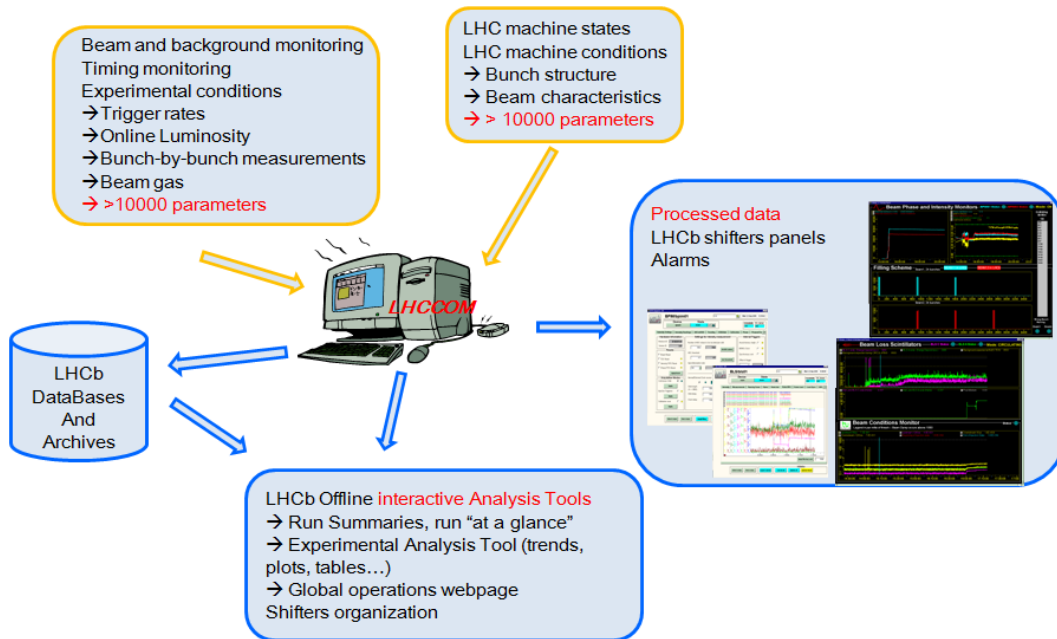 Beam and background monitoring
Timing monitoring
Experimental conditions
→Trigger rates
→Online Luminosity
→Bunch-by-bunch measurements
→Beam gas
→ >10000 parameters
LHC machine states
LHC machine conditions
→ Bunch structure
→ Beam characteristics
→ > 10000 parameters
LHCCOM
Processed data
LHCb shifters panels
Alarms
Beam Phase and Intensity Monitors
Filling Scheme
Beam Loss Scintillators
Beam Conditions Monitor
LHCb
DataBases
And
Archives
LHCb Offline interactive Analysis Tools
→ Run Summaries, run “at a glance”
→ Experimental Analysis Tool (trends,
plots, tables…)
→ Global operations webpage
Shifters organization